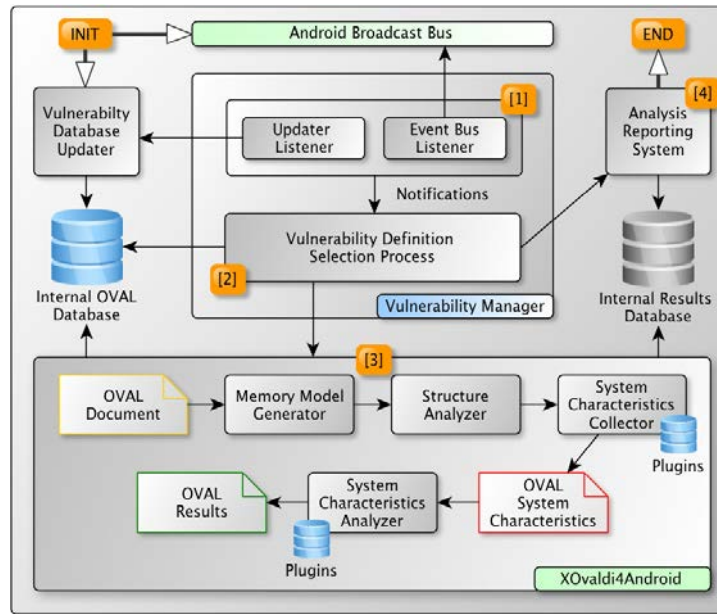 INIT
Android Broadcast Bus
END
[1]
[4]
Vulnerabilty
Database
Updater
Updater
Listener
Event Bus
Listener
Analysis
Reporting
System
Notifications
Vulnerability Definition
Selection Process
[2]
Internal OVAL
Database
Vulnerability Manager
Internal Results
Database
[3]
OVAL
Document
Memory Model
Generator
Structure
Analyzer
System
Characteristics
Collector
Plugins
OVAL
Results
System
Characteristics
Analyzer
Plugins
OVAL
System
Characteristics
XOvaldi4Android